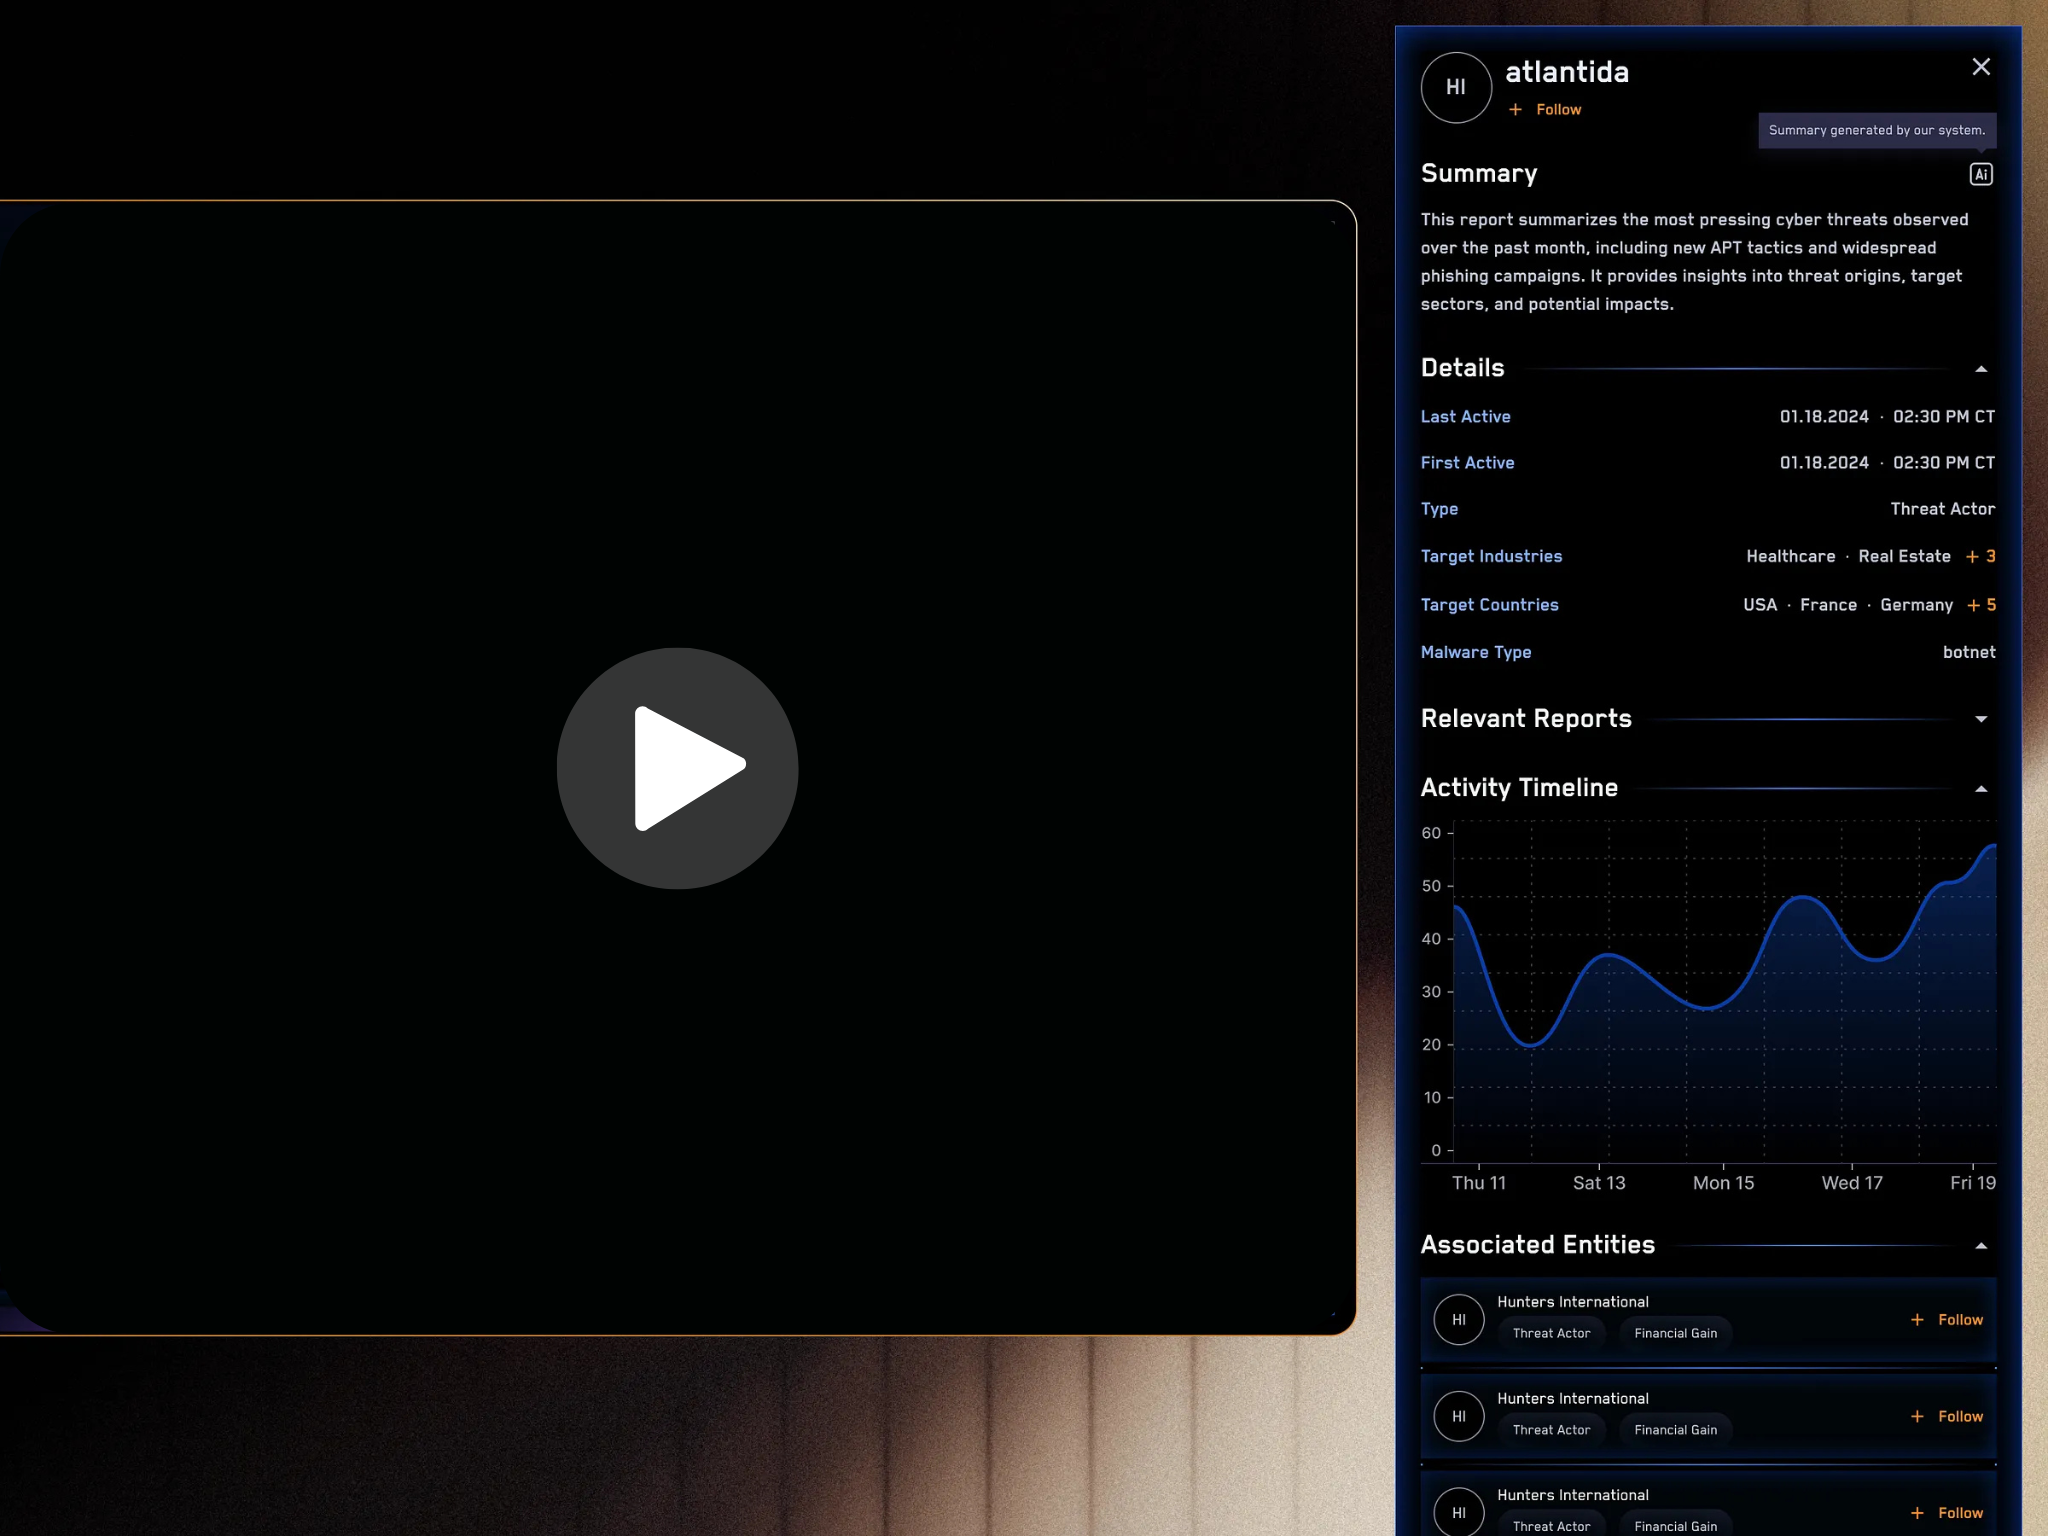 HI
atlantida
+ Follow
Summary generated by our system.
Summary
Ai
This report summarizes the most pressing cyber threats observed
over the past month, including new APT tactics and widespread
phishing campaigns. It provides insights into threat origins, target
sectors, and potential impacts.
Details
Last Active 01.18.2024 · 02:30 PM CT
First Active 01.18.2024 · 02:30 PM CT
Type Threat Actor
Target Industries Healthcare · Real Estate + 3
Target Countries USA · France · Germany + 5
Malware Type botnet
Relevant Reports
Activity Timeline
60
50
40
30
20
10
0
Thu 11 Sat 13 Mon 15 Wed 17 Fri 19
Associated Entities
HI
Hunters International
Threat Actor Financial Gain
+ Follow
HI
Hunters International
Threat Actor Financial Gain
+ Follow
HI
Hunters International
Threat Actor Financial Gain
+ Follow